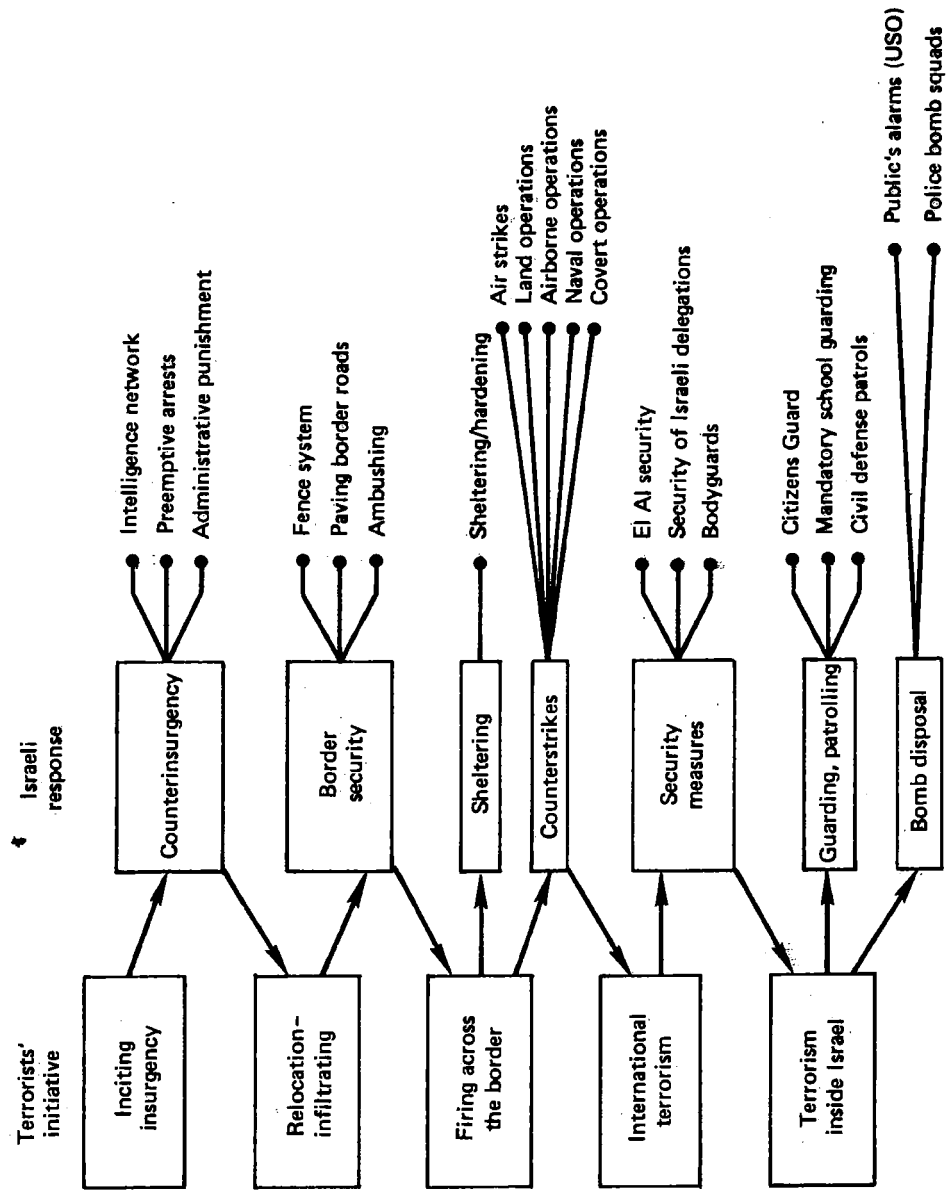 Terrorists'
initiative
Israeli
response
Inciting
insurgency
Counterinsurgency
Intelligence network
Preemptive arrests
Administrative punishment
Relocation–
infiltrating
Border
security
Fence system
Paving border roads
Ambushing
Firing across
the border
Sheltering
Sheltering/hardening
Counterstrikes
Air strikes
Land operations
Airborne operations
Naval operations
Covert operations
International
terrorism
Security
measures
El Al security
Security of Israeli delegations
Bodyguards
Terrorism
inside Israel
Guarding, patrolling
Citizens Guard
Mandatory school guarding
Civil defense patrols
Bomb disposal
Public's alarms (USO)
Police bomb squads